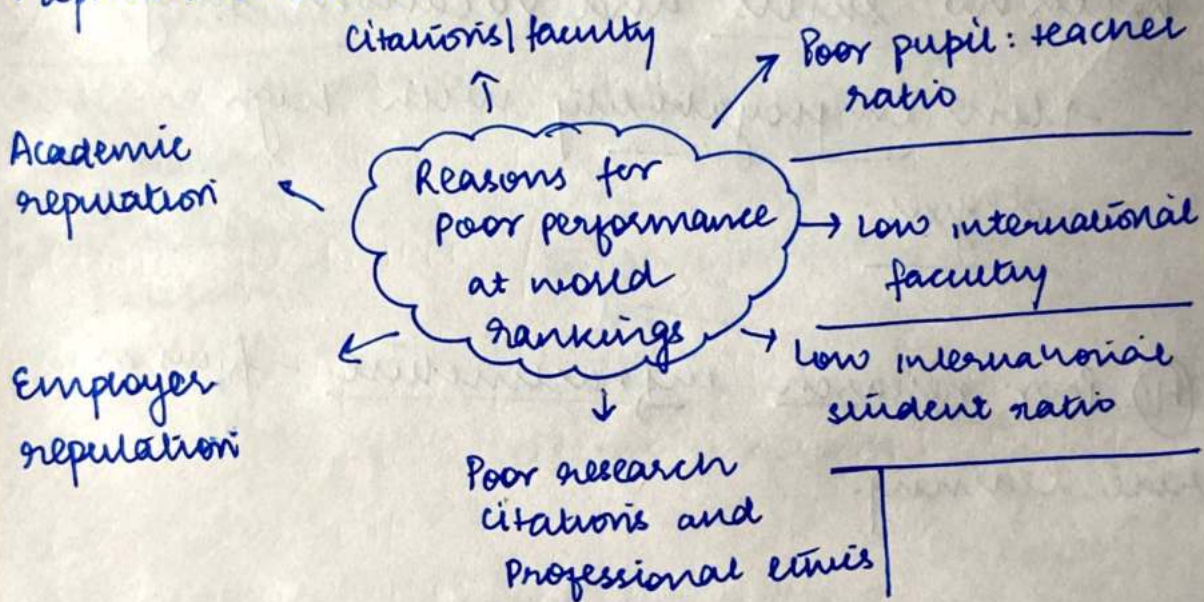 Citations/faculty
Poor pupil: teacher
ratio
Academic
reputation
Reasons for
poor performance
at world
rankings
Low international
faculty
Low international
student ratio
Employer
reputation
Poor research
citations and
Professional ethics
and